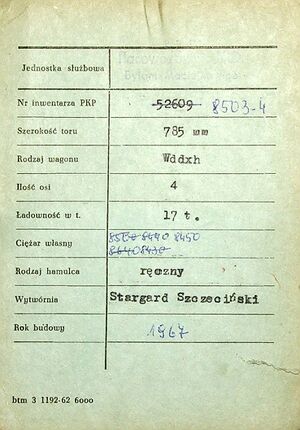 Jednostka służbowa
Nr inwentarza PKP 52609 8503-4
Szerokość toru 785 mm
Rodzaj wagonu Wddxh
Ilość osi 4
Ładowność w t. 17 t.
Ciężar własny 8440 8450
Rodzaj hamulca ręczny
Wytwórnia Stargard Szczeciński
Rok budowy 1967
btm 3 1192-62 6000